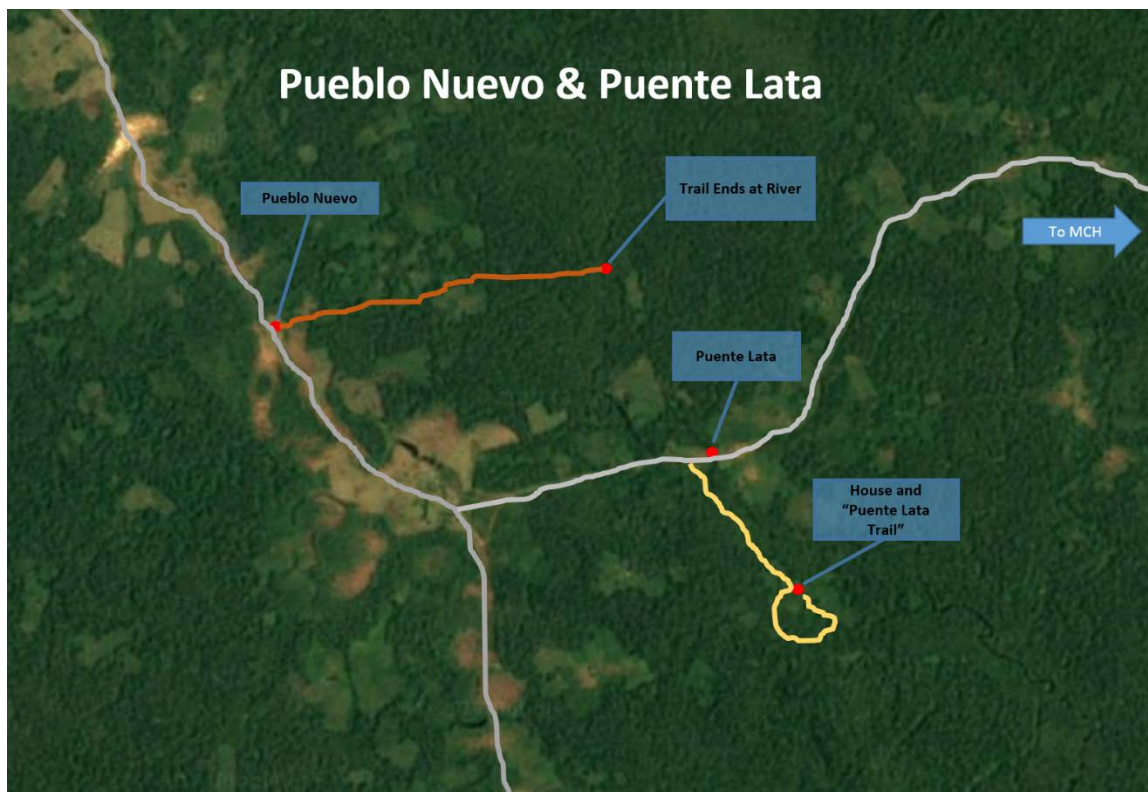 Pueblo Nuevo & Puente Lata
Trail Ends at River
Pueblo Nuevo
To MCH
Puente Lata
House and
“Puente Lata
Trail”